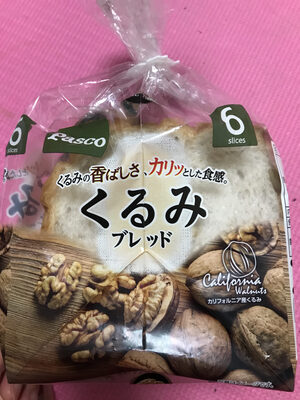 Pasco
6
slices
くるみの香ばしさ、カリッとした食感。
くるみ
ブレッド
California
Walnuts
カリフォルニア産くるみ